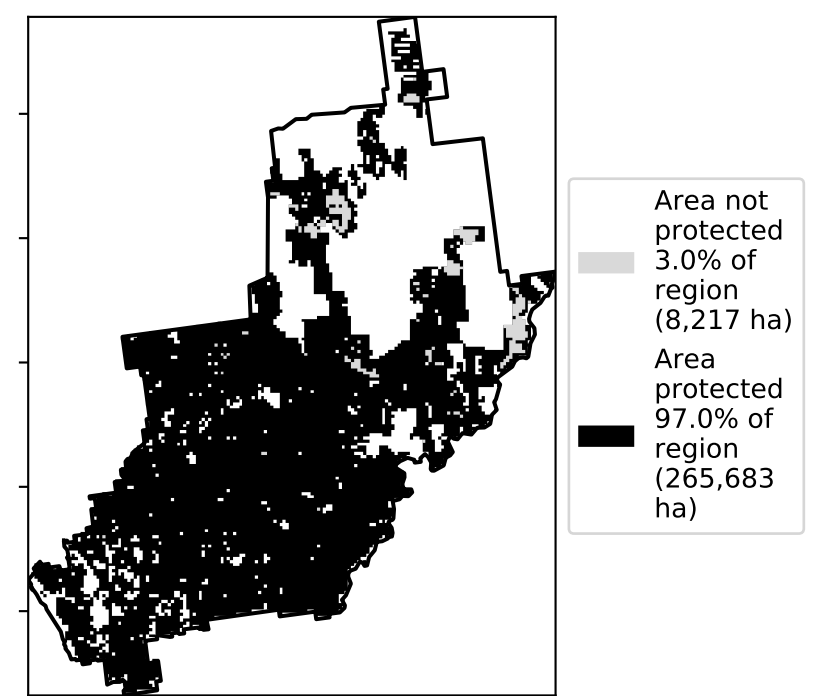 Area not
protected
3.0% of
region
(8,217 ha)
Area
protected
97.0% of
region
(265,683
ha)